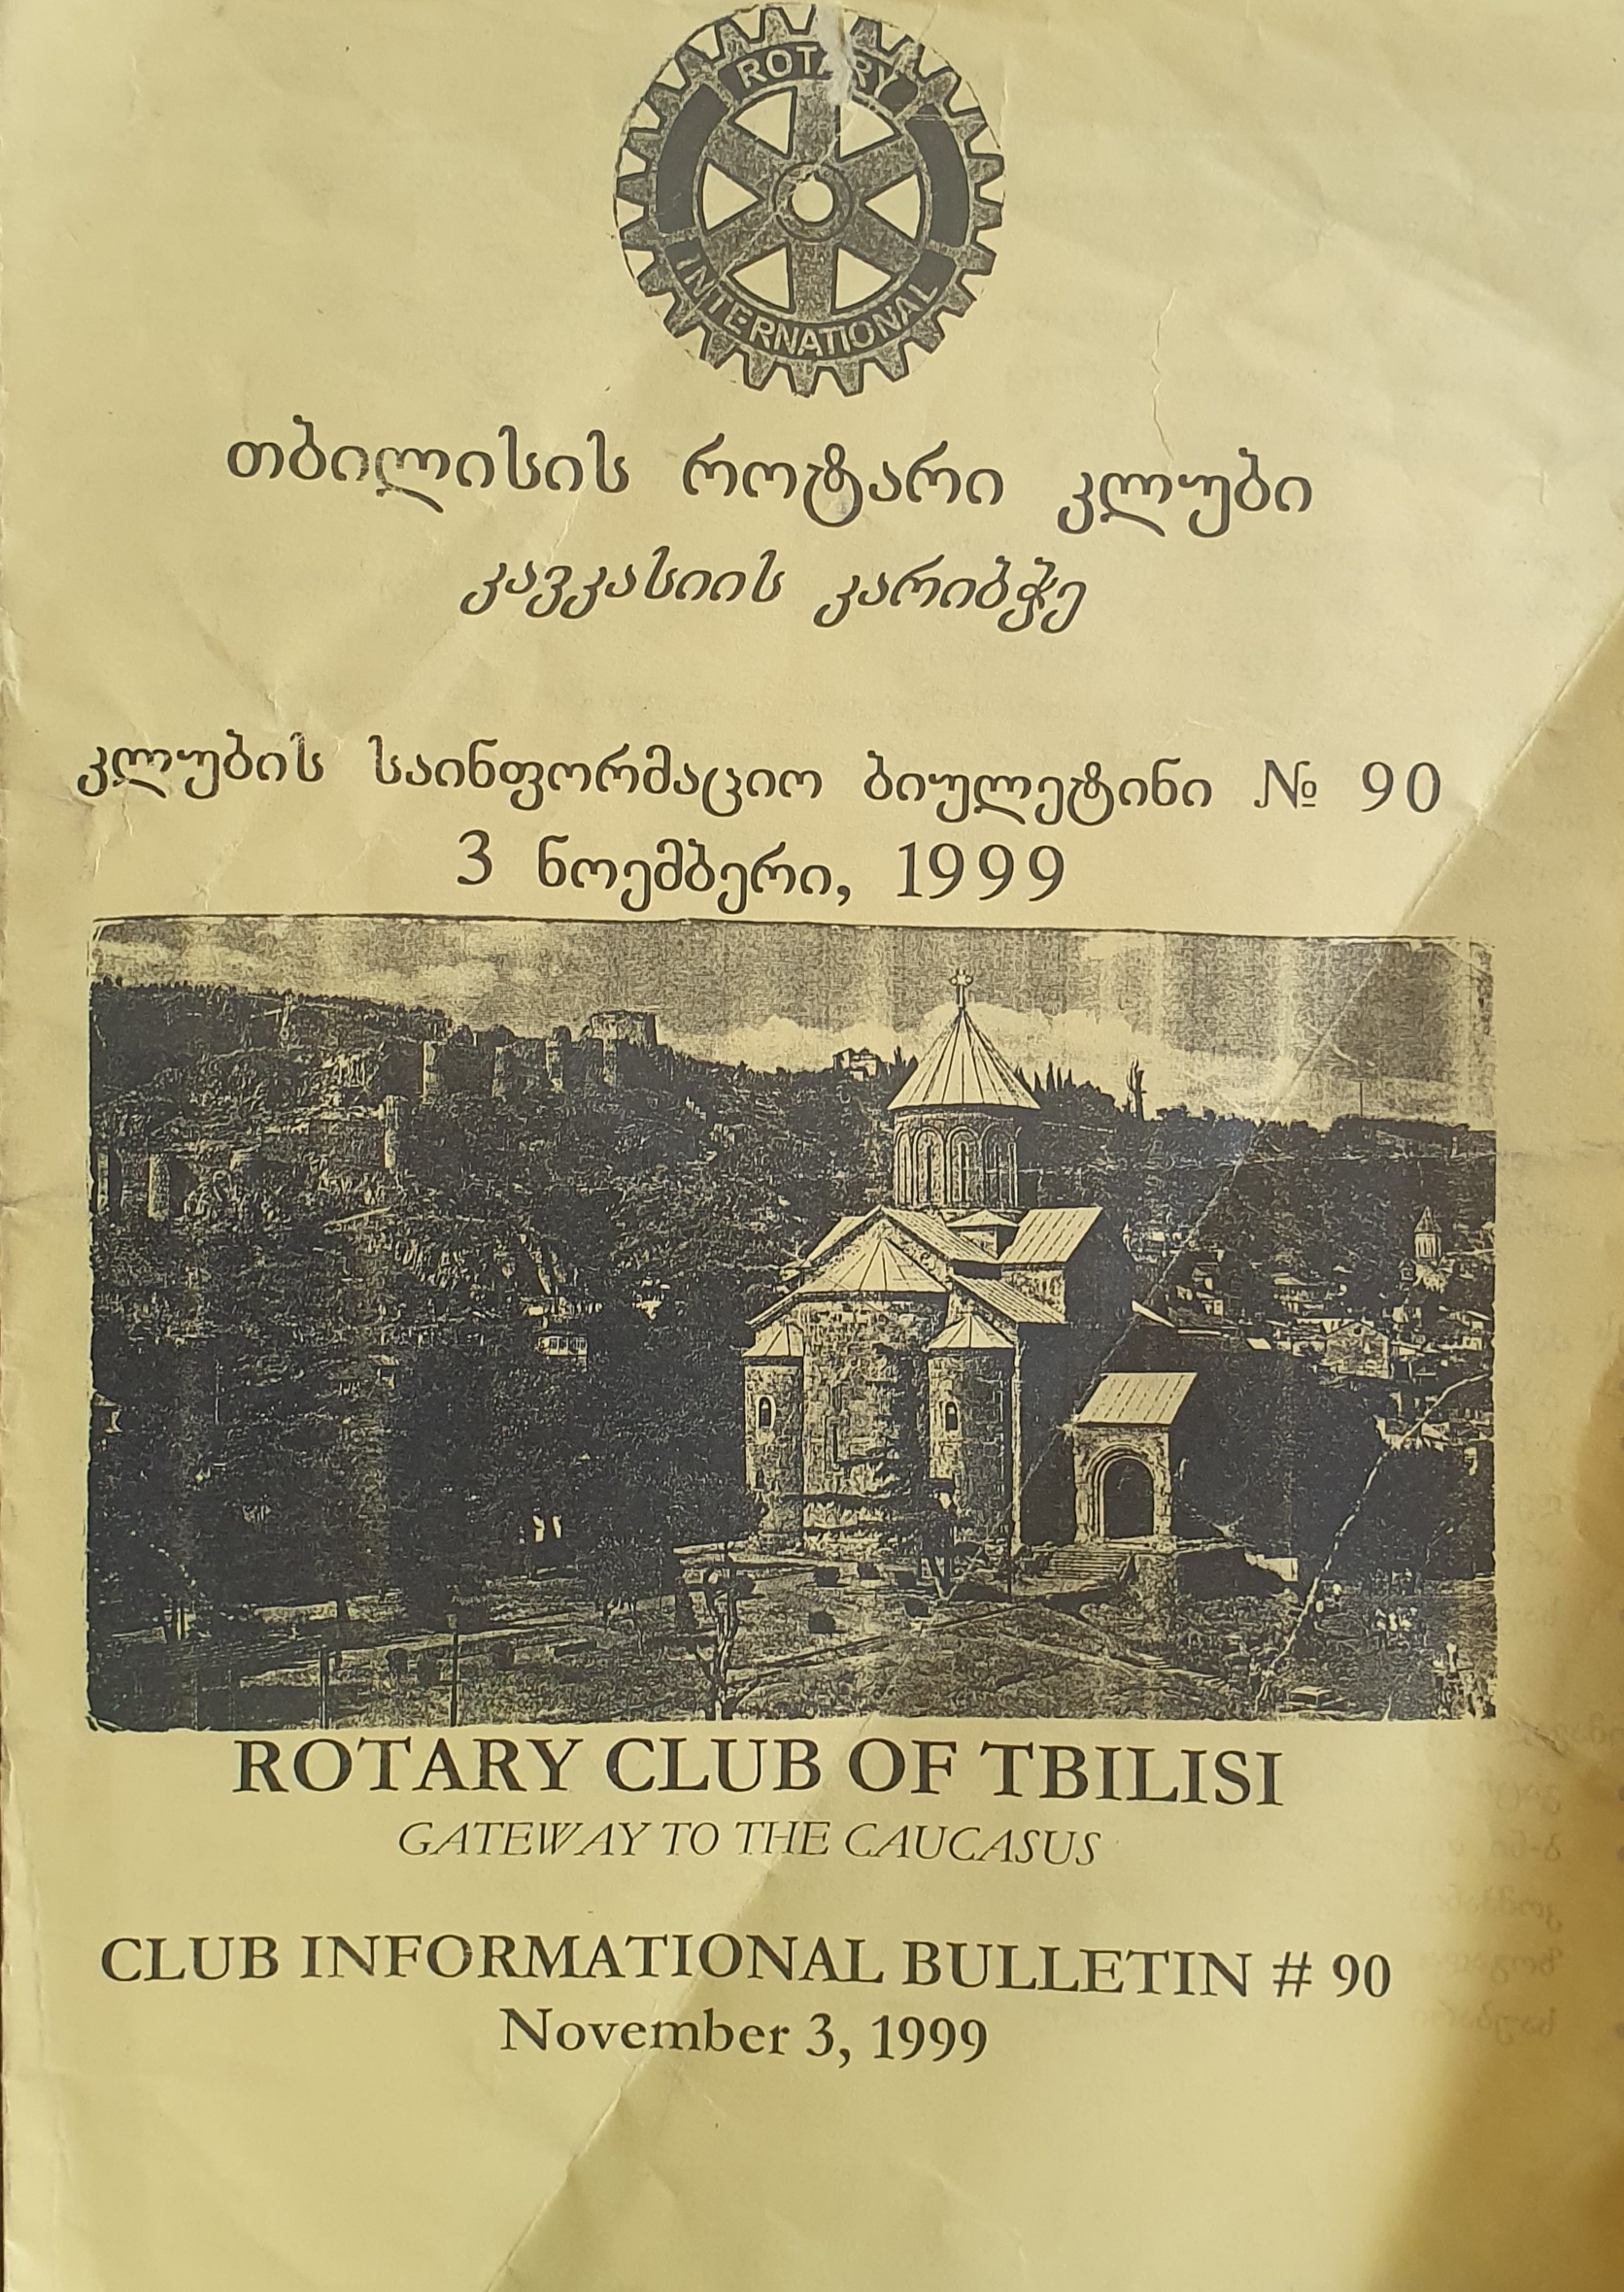 ROTARY
INTERNATIONAL
თბილისის როტარი კლუბი
კავკასიის კარიბჭე
კლუბის საინფორმაციო ბიულეტინი № 90
3 ნოემბერი, 1999
ROTARY CLUB OF TBILISI
GATEWAY TO THE CAUCASUS
CLUB INFORMATIONAL BULLETIN # 90
November 3, 1999